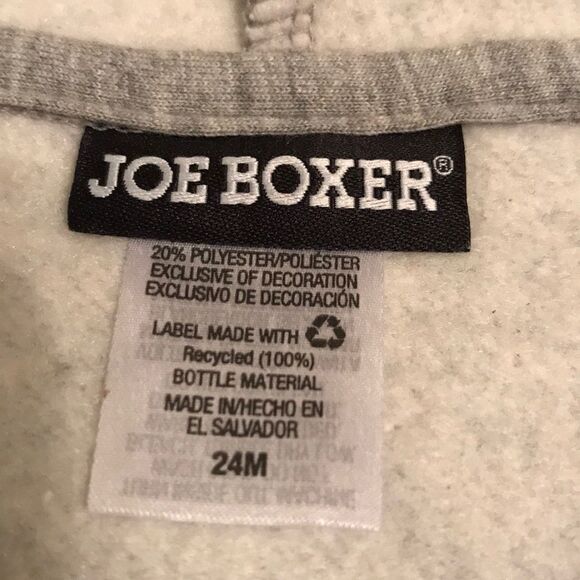 JOE BOXER®
20% POLYESTER/POLIÉSTER
EXCLUSIVE OF DECORATION
EXCLUSIVO DE DECORACIÓN
LABEL MADE WITH
Recycled (100%)
BOTTLE MATERIAL
MADE IN/HECHO EN
EL SALVADOR
24M